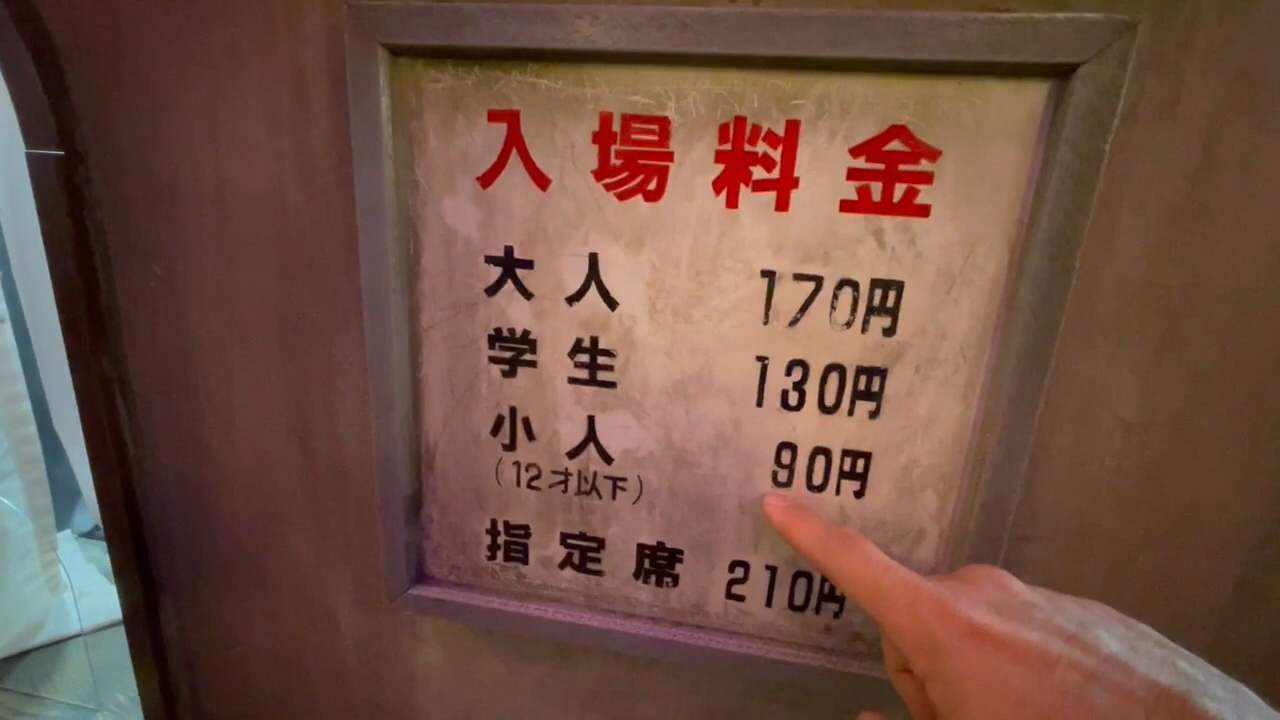 入場料金
大人 170円
学生 130円
小人 90円
(12才以下)
指定席 210円